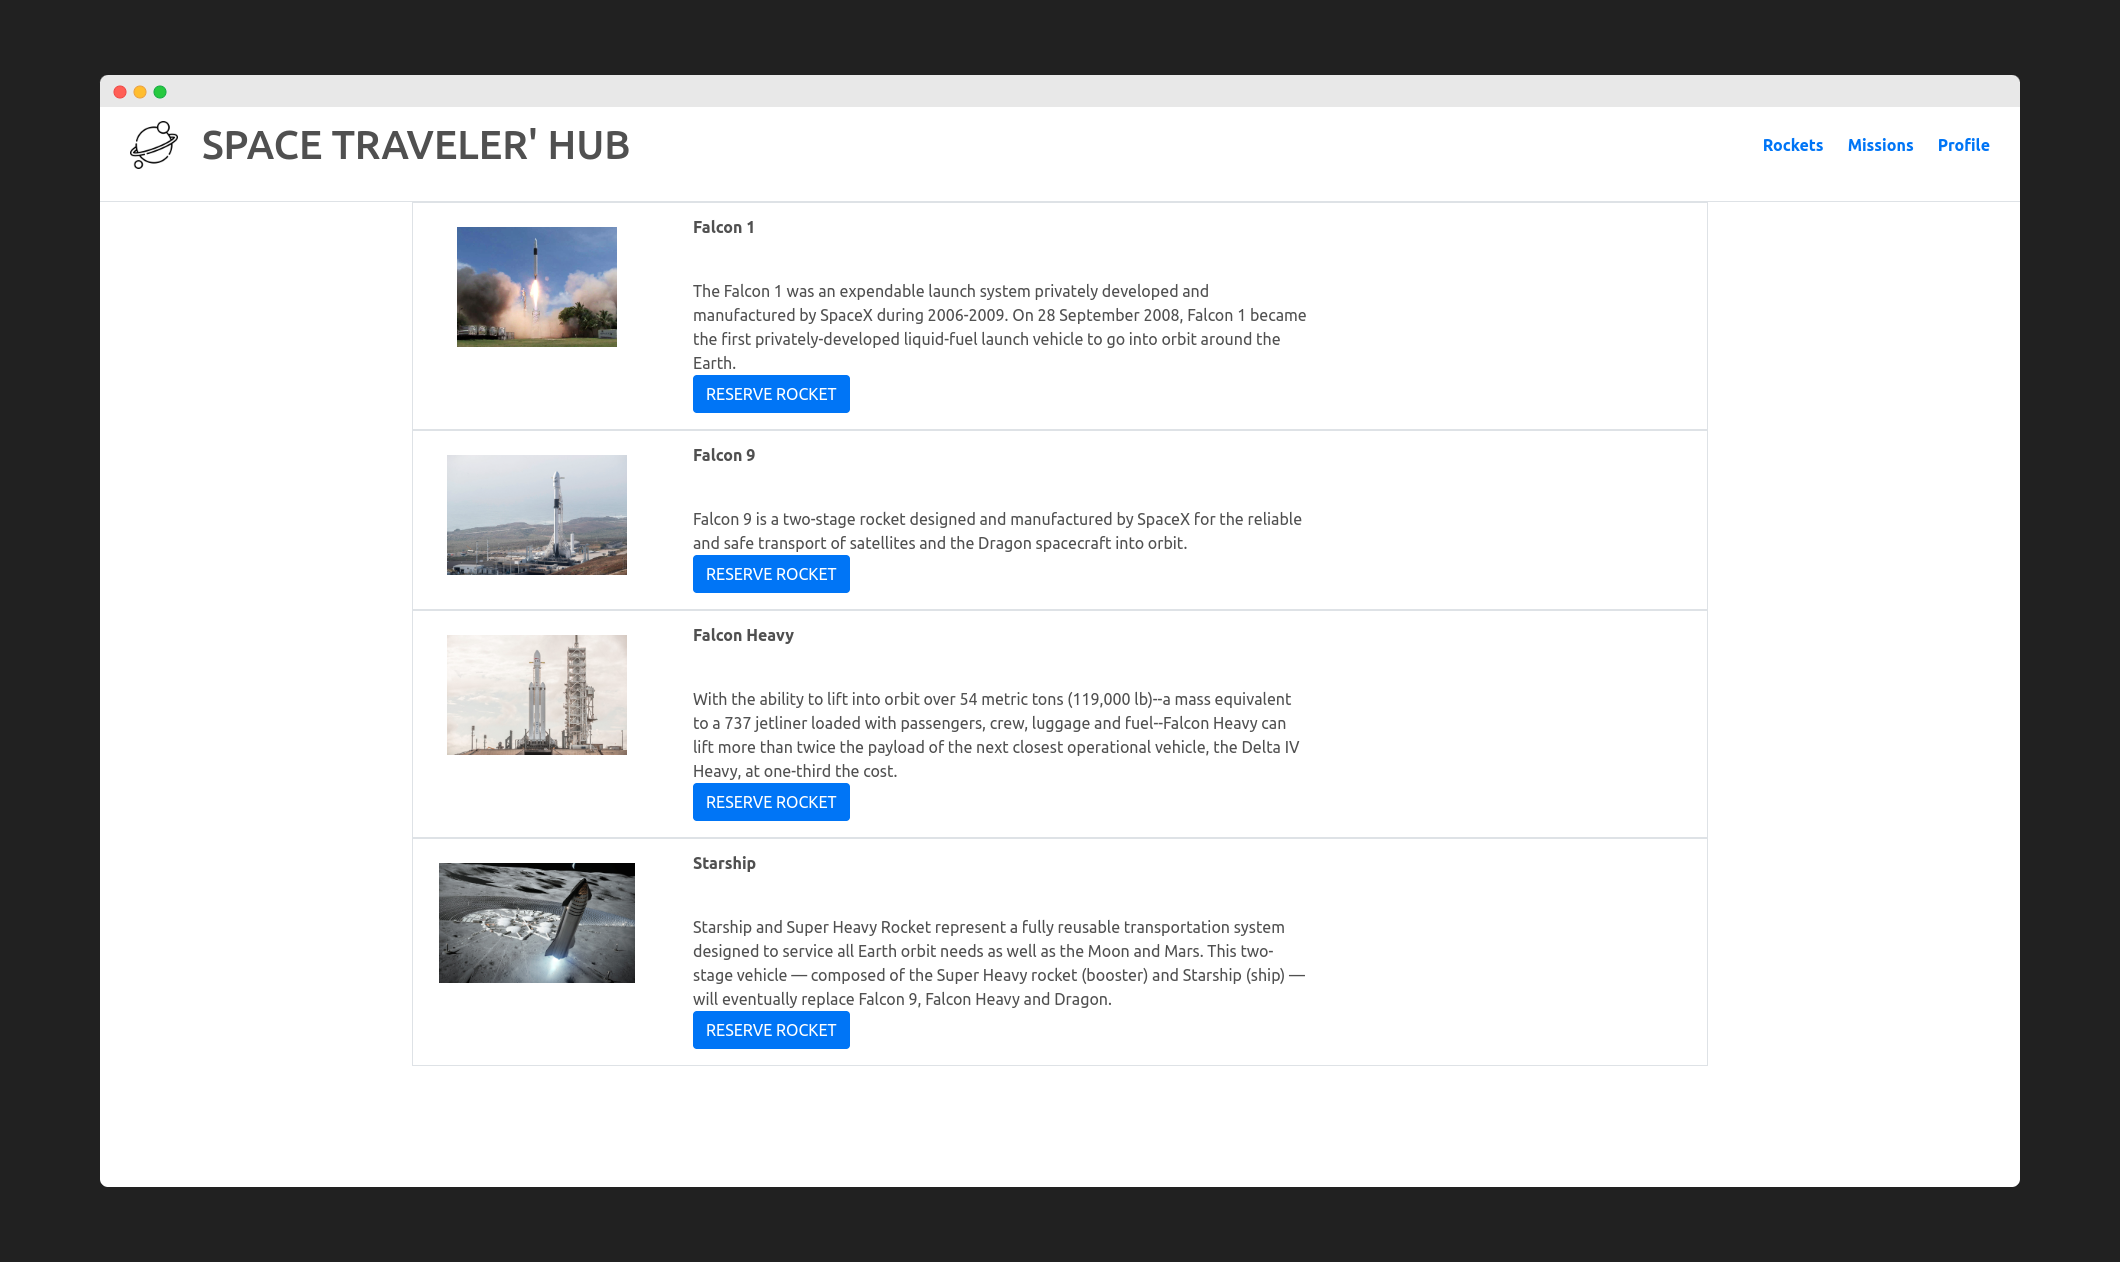 SPACE TRAVELER' HUB
Rockets Missions Profile
Falcon 1
The Falcon 1 was an expendable launch system privately developed and
manufactured by SpaceX during 2006-2009. On 28 September 2008, Falcon 1 became
the first privately-developed liquid-fuel launch vehicle to go into orbit around the
Earth.
RESERVE ROCKET
Falcon 9
Falcon 9 is a two-stage rocket designed and manufactured by SpaceX for the reliable
and safe transport of satellites and the Dragon spacecraft into orbit.
RESERVE ROCKET
Falcon Heavy
With the ability to lift into orbit over 54 metric tons (119,000 lb)--a mass equivalent
to a 737 jetliner loaded with passengers, crew, luggage and fuel--Falcon Heavy can
lift more than twice the payload of the next closest operational vehicle, the Delta IV
Heavy, at one-third the cost.
RESERVE ROCKET
Starship
Starship and Super Heavy Rocket represent a fully reusable transportation system
designed to service all Earth orbit needs as well as the Moon and Mars. This two-
stage vehicle — composed of the Super Heavy rocket (booster) and Starship (ship) —
will eventually replace Falcon 9, Falcon Heavy and Dragon.
RESERVE ROCKET